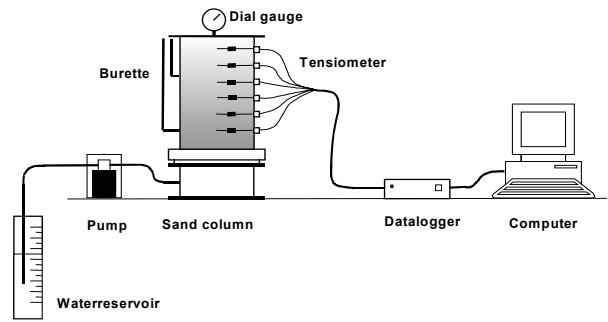 Dial gauge
Burette
Tensiometer
Pump
Sand column
Datalogger
Computer
Waterreservoir